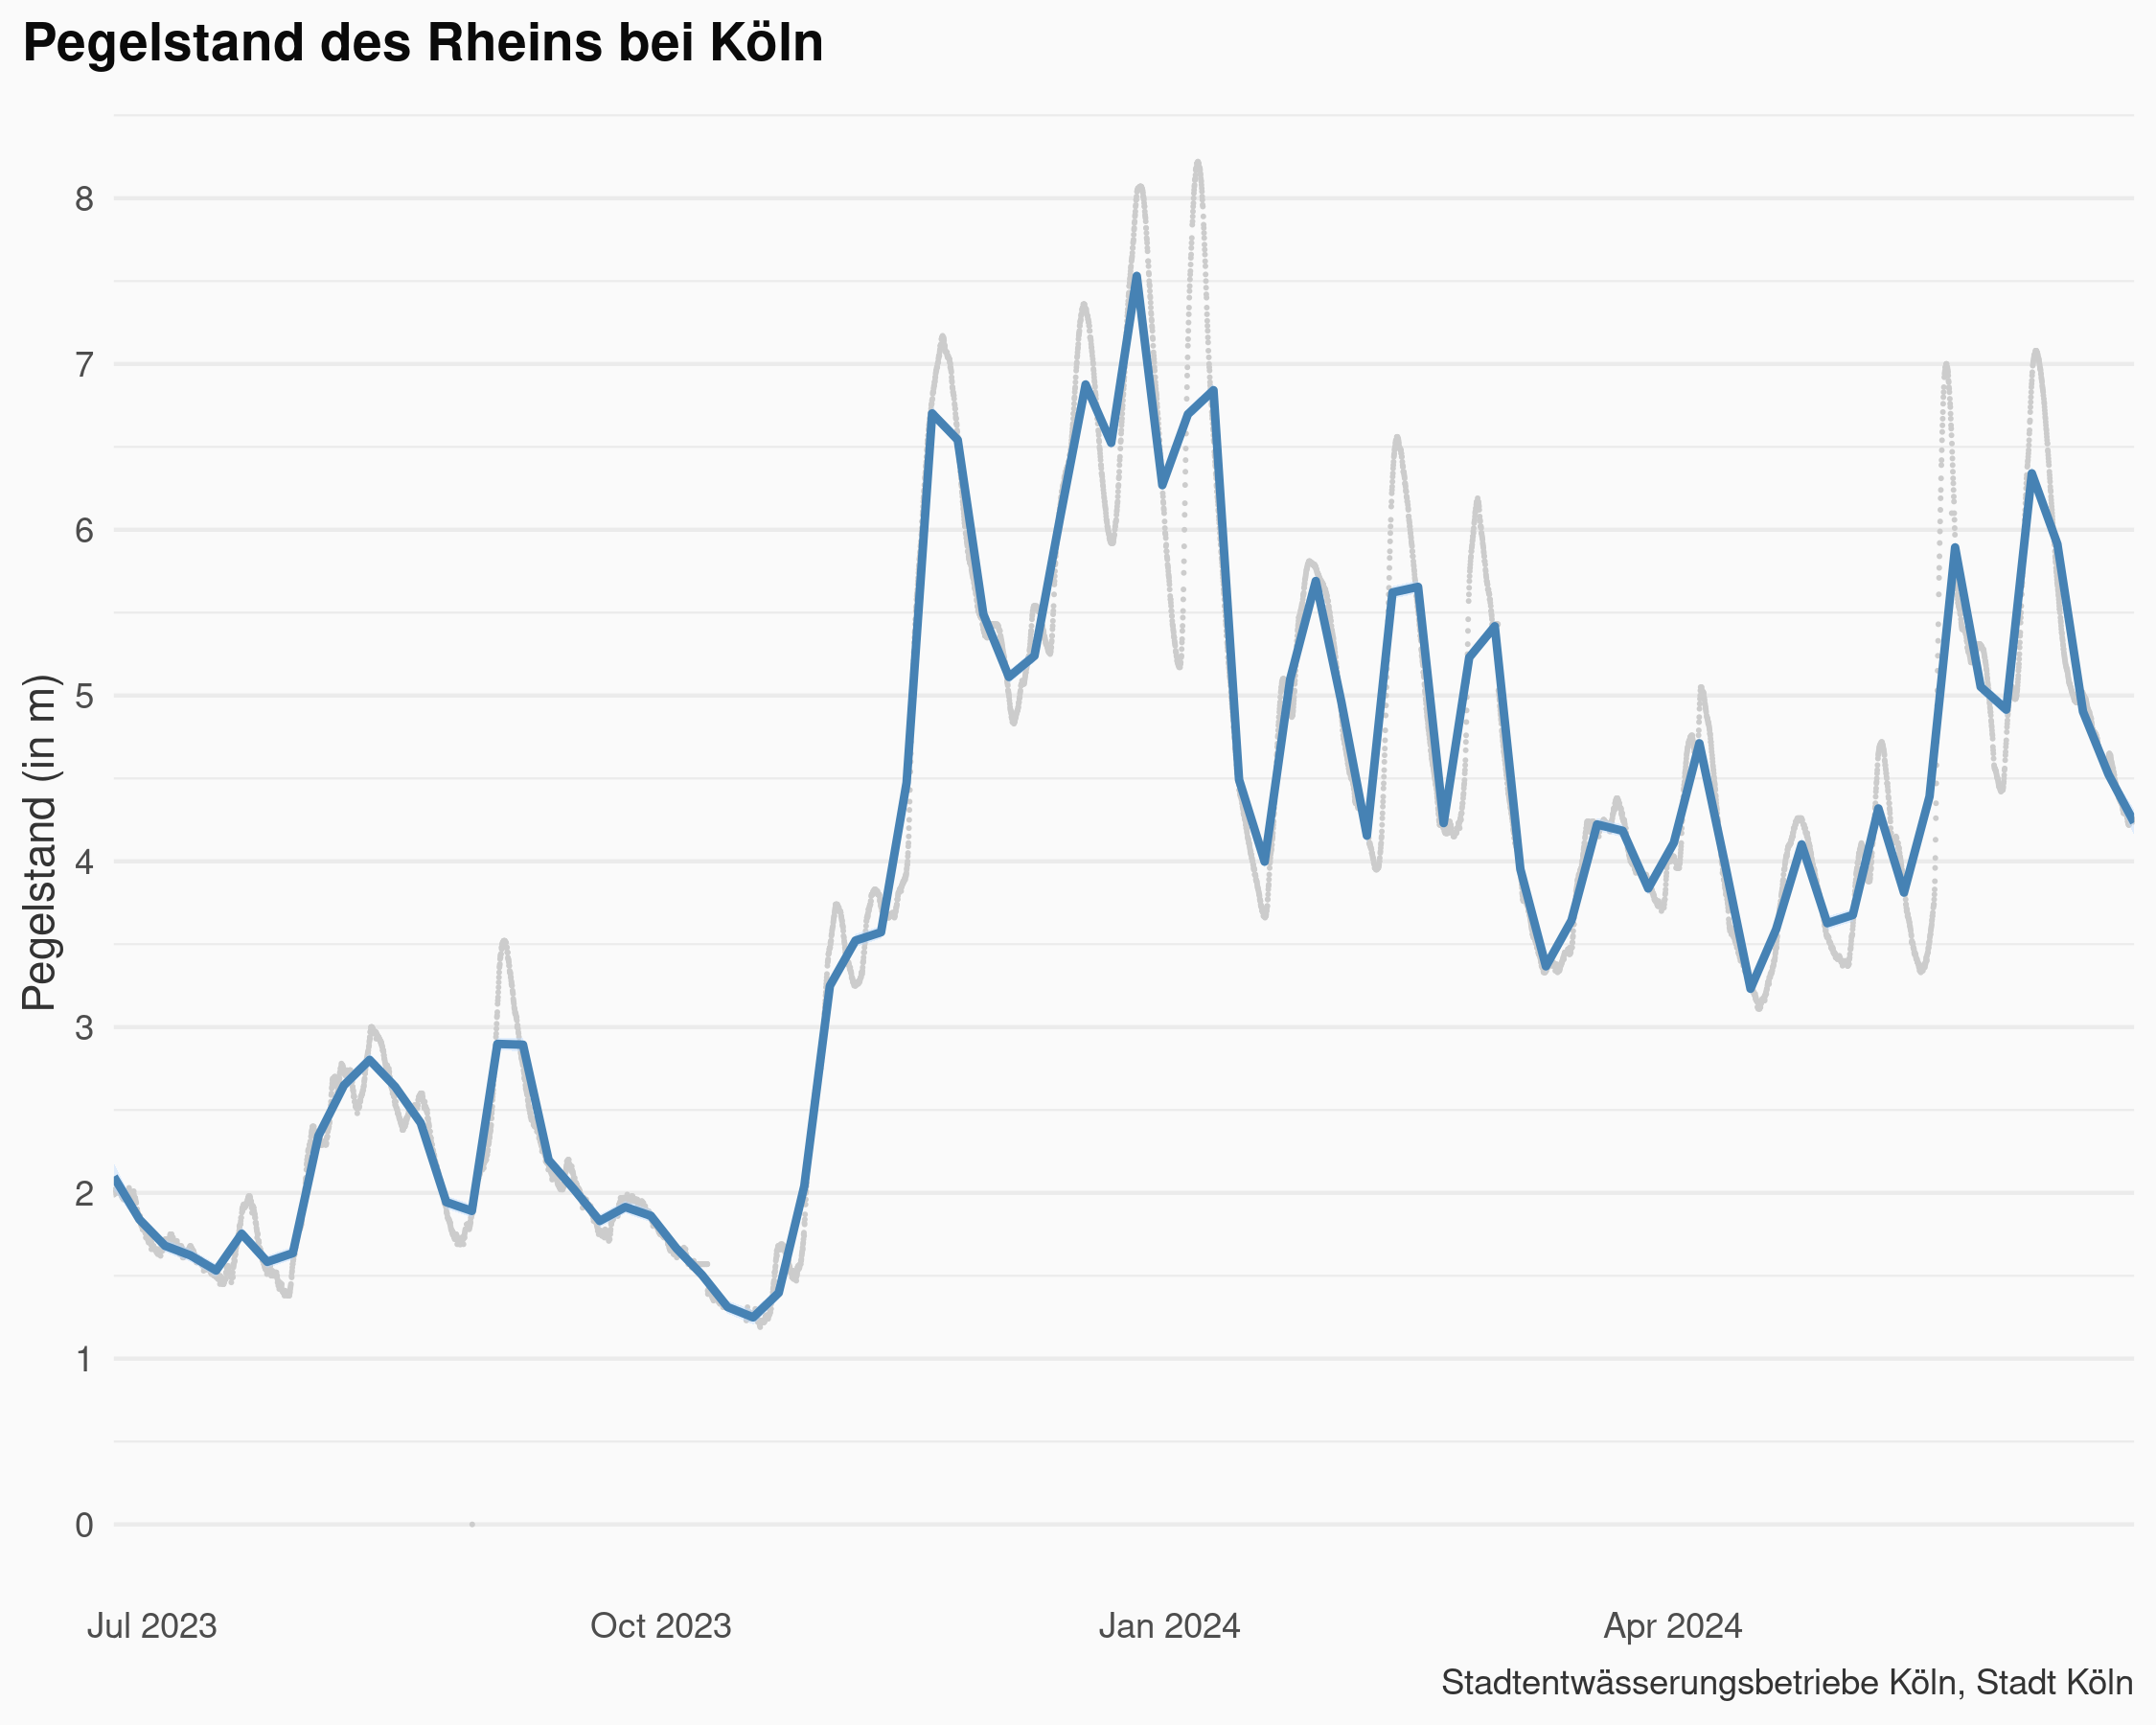 Pegelstand des Rheins bei Köln
Pegelstand (in m)
8
7
6
5
4
3
2
1
0
Jul 2023 Oct 2023 Jan 2024 Apr 2024
Stadtentwässerungsbetriebe Köln, Stadt Köln